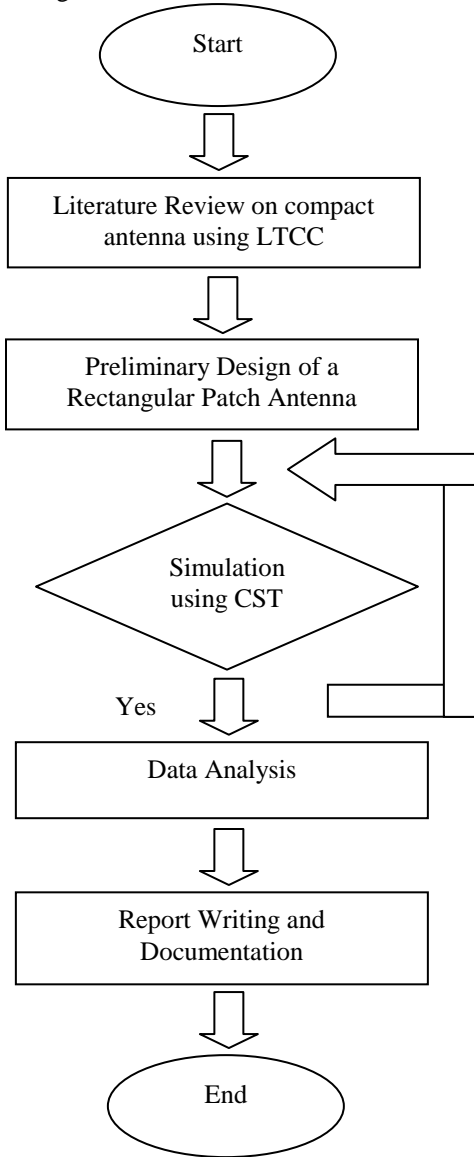 Start
Literature Review on compact
antenna using LTCC
Preliminary Design of a
Rectangular Patch Antenna
Simulation
using CST
Yes
Data Analysis
Report Writing and
Documentation
End